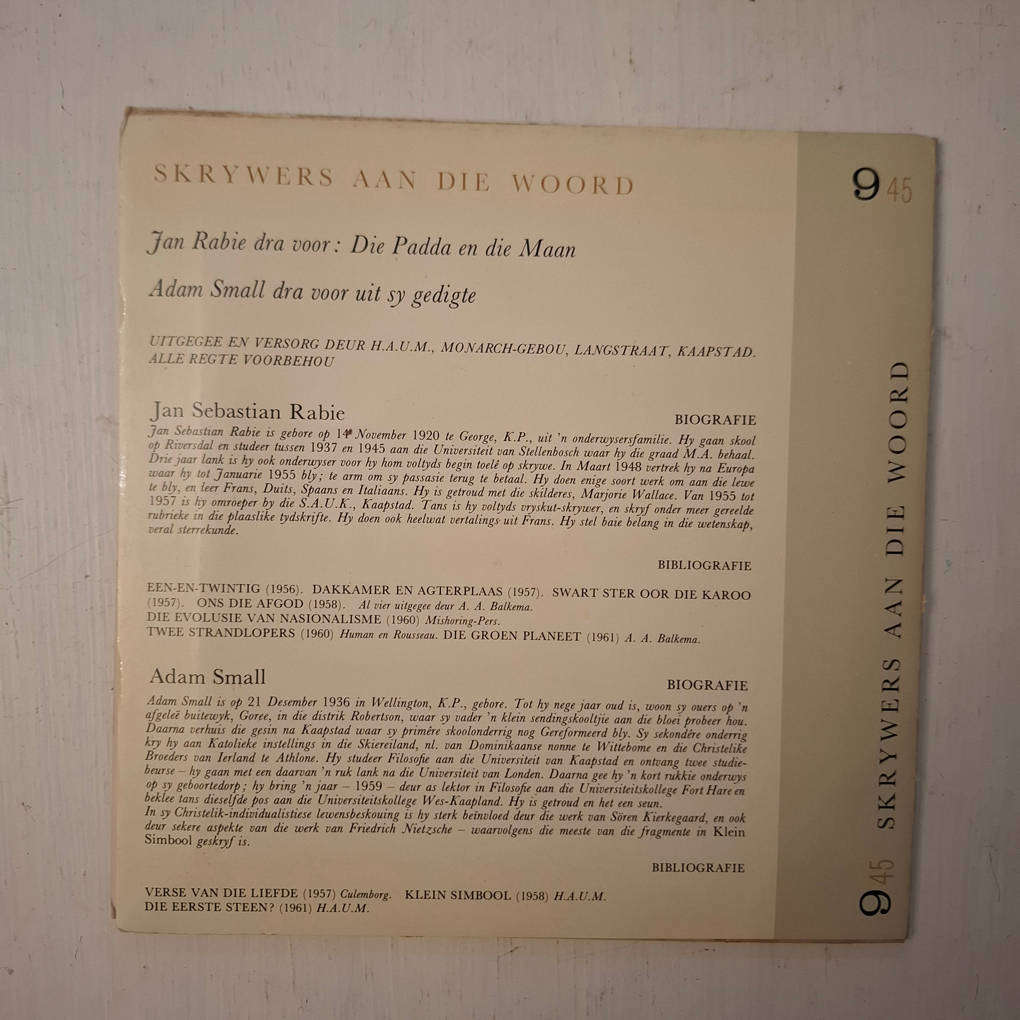 SKRYWERS AAN DIE WOORD
9 45
Jan Rabie dra voor: Die Padda en die Maan
Adam Small dra voor uit sy gedigte
UITGEGEE EN VERSORG DEUR H.A.U.M., MONARCH-GEBOU, LANGSTRAAT, KAAPSTAD.
ALLE REGTE VOORBEHOU
Jan Sebastian Rabie
BIOGRAFIE
Jan Sebastian Rabie is gebore op November 1920 te George, K.P., uit 'n onderwysersfamilie. Hy gaan skool
op Riversdal en studeer tussen 1937 en 1945 aan die Universiteit van Stellenbosch waar hy die graad M.A. behaal.
Drie jaar lank is hy ook onderwyser voor hy hom voltyds begin toelê op skrywe. In Maart 1948 vertrek hy na Europa
waar hy tot Januarie 1955 bly; te arm om sy passasie terug te betaal. Hy doen enige soort werk om aan die lewe
te bly, en leer Frans, Duits, Spaans en Italiaans. Hy is getroud met die skilderes, Marjorie Wallace. Van 1955 tot
1957 is hy omroeper by die S.A.U.K., Kaapstad. Tans is hy voltyds vryskut-skrywer, en skryf onder meer gereelde
rubrieke in die plaaslike tydskrifte. Hy doen ook heelwat vertalings uit Frans. Hy stel baie belang in die wetenskap,
veral sterrekunde.
BIBLIOGRAFIE
EEN-EN-TWINTIG (1956). DAKKAMER EN AGTERPLAAS (1957). SWART STER OOR DIE KAROO
(1957). ONS DIE AFGOD (1958). Al vier uitgegee deur A. A. Balkema.
DIE EVOLUSIE VAN NASIONALISME (1960) Mishoring-Pers.
TWEE STRANDLOPERS (1960) Human en Rousseau. DIE GROEN PLANEET (1961) A. A. Balkema.
Adam Small
BIOGRAFIE
Adam Small is op 21 Desember 1936 in Wellington, K.P., gebore. Tot hy nege jaar oud is, woon sy ouers op 'n
afgeleë buitewyk, Goree, in die distrik Robertson, waar sy vader 'n klein sendingskooltjie aan die bloei probeer hou.
Daarna verhuis die gesin na Kaapstad waar sy primêre skoolonderrig nog Gereformeerd bly. Sy sekondêre onderrig
kry hy aan Katolieke instellings in die Skiereiland, nl. van Dominikaanse nonne te Wittebome en die Christelike
Broeders van Ierland te Athlone. Hy studeer Filosofie aan die Universiteit van Kaapstad en ontvang twee studie-
beurse – hy gaan met een daarvan 'n ruk lank na die Universiteit van Londen. Daarna gee hy 'n kort rukkie onderwys
op sy geboortedorp; hy bring 'n jaar – 1959 – deur as lektor in Filosofie aan die Universiteitskollege Fort Hare en
beklee tans dieselfde pos aan die Universiteitskollege Wes-Kaapland. Hy is getroud en het een seun.
In sy Christelik-individualistiese lewensbeskouing is hy sterk beïnvloed deur die werk van Sören Kierkegaard, en ook
deur sekere aspekte van die werk van Friedrich Nietzsche – waarvolgens die meeste van die fragmente in Klein
Simbool geskryf is.
BIBLIOGRAFIE
VERSE VAN DIE LIEFDE (1957) Culemborg. KLEIN SIMBOOL (1958) H.A.U.M.
DIE EERSTE STEEN? (1961) H.A.U.M.
9 45 SKRYWERS AAN DIE WOORD